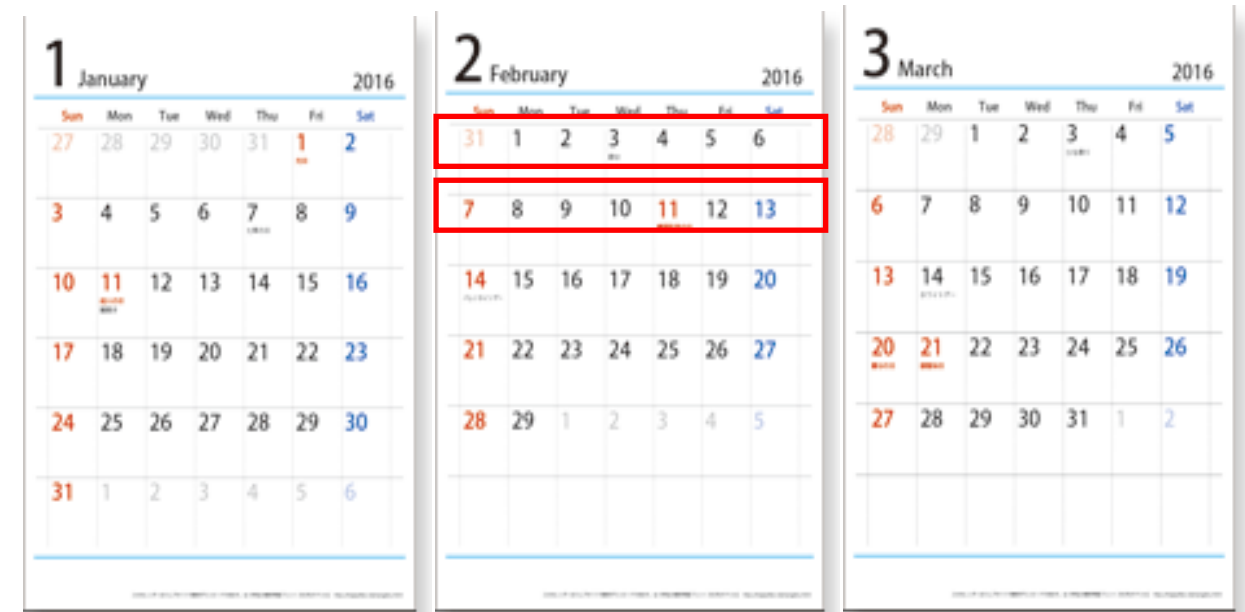 1 January 2016
Sun Mon Tue Wed Thu Fri Sat
27 28 29 30 31 1 2
3 4 5 6 7 8 9
10 11 12 13 14 15 16
17 18 19 20 21 22 23
24 25 26 27 28 29 30
31 1 2 3 4 5 6
2 February 2016
Sun Mon Tue Wed Thu Fri Sat
31 1 2 3 4 5 6
7 8 9 10 11 12 13
14 15 16 17 18 19 20
21 22 23 24 25 26 27
28 29 1 2 3 4 5
3 March 2016
Sun Mon Tue Wed Thu Fri Sat
28 29 1 2 3 4 5
6 7 8 9 10 11 12
13 14 15 16 17 18 19
20 21 22 23 24 25 26
27 28 29 30 31 1 2